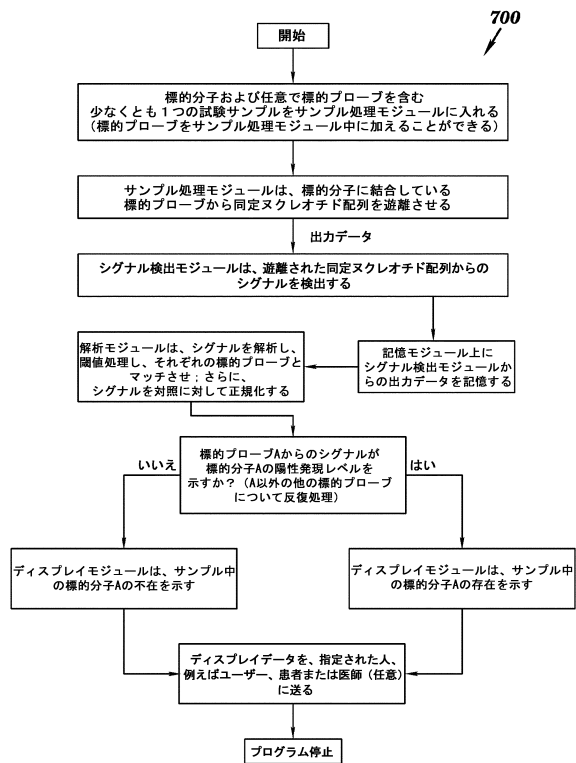 700
開始
標的分子および任意で標的プローブを含む
少なくとも1つの試験サンプルをサンプル処理モジュールに入れる
(標的プローブをサンプル処理モジュール中に加えることができる)
サンプル処理モジュールは、標的分子に結合している
標的プローブから同定ヌクレオチド配列を遊離させる
出力データ
シグナル検出モジュールは、遊離された同定ヌクレオチド配列からの
シグナルを検出する
記憶モジュール上に
シグナル検出モジュールか
らの出力データを記憶する
解析モジュールは、シグナルを解析し、
閾値処理し、それぞれの標的プローブと
マッチさせ;さらに、
シグナルを対照に対して正規化する
標的プローブAからのシグナルが
標的分子Aの陽性発現レベルを
示すか?(A以外の他の標的プローブ
について反復処理)
いいえ
はい
ディスプレイモジュールは、サンプル中
の標的分子Aの不在を示す
ディスプレイモジュールは、サンプル中
の標的分子Aの存在を示す
ディスプレイデータを、指定された人、
例えばユーザー、患者または医師(任意)
に送る
プログラム停止